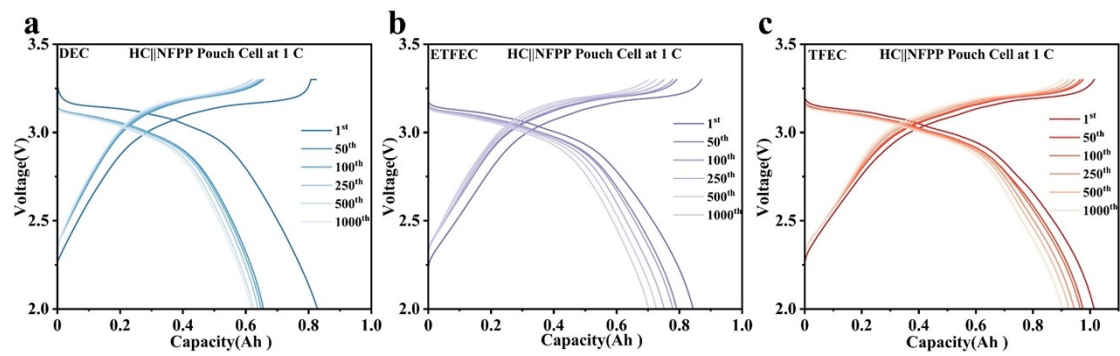 a
DEC HC||NFPP Pouch Cell at 1 C
Voltage(V)
3.5
3.0
2.5
2.0
1st
50th
100th
250th
500th
1000th
0 0.2 0.4 0.6 0.8 1.0
Capacity(Ah )
b
ETFEC HC||NFPP Pouch Cell at 1 C
Voltage(V)
3.5
3.0
2.5
2.0
1st
50th
100th
250th
500th
1000th
0 0.2 0.4 0.6 0.8 1.0
Capacity(Ah )
c
TFEC HC||NFPP Pouch Cell at 1 C
Voltage(V)
3.5
3.0
2.5
2.0
1st
50th
100th
250th
500th
1000th
0 0.2 0.4 0.6 0.8 1.0
Capacity(Ah )